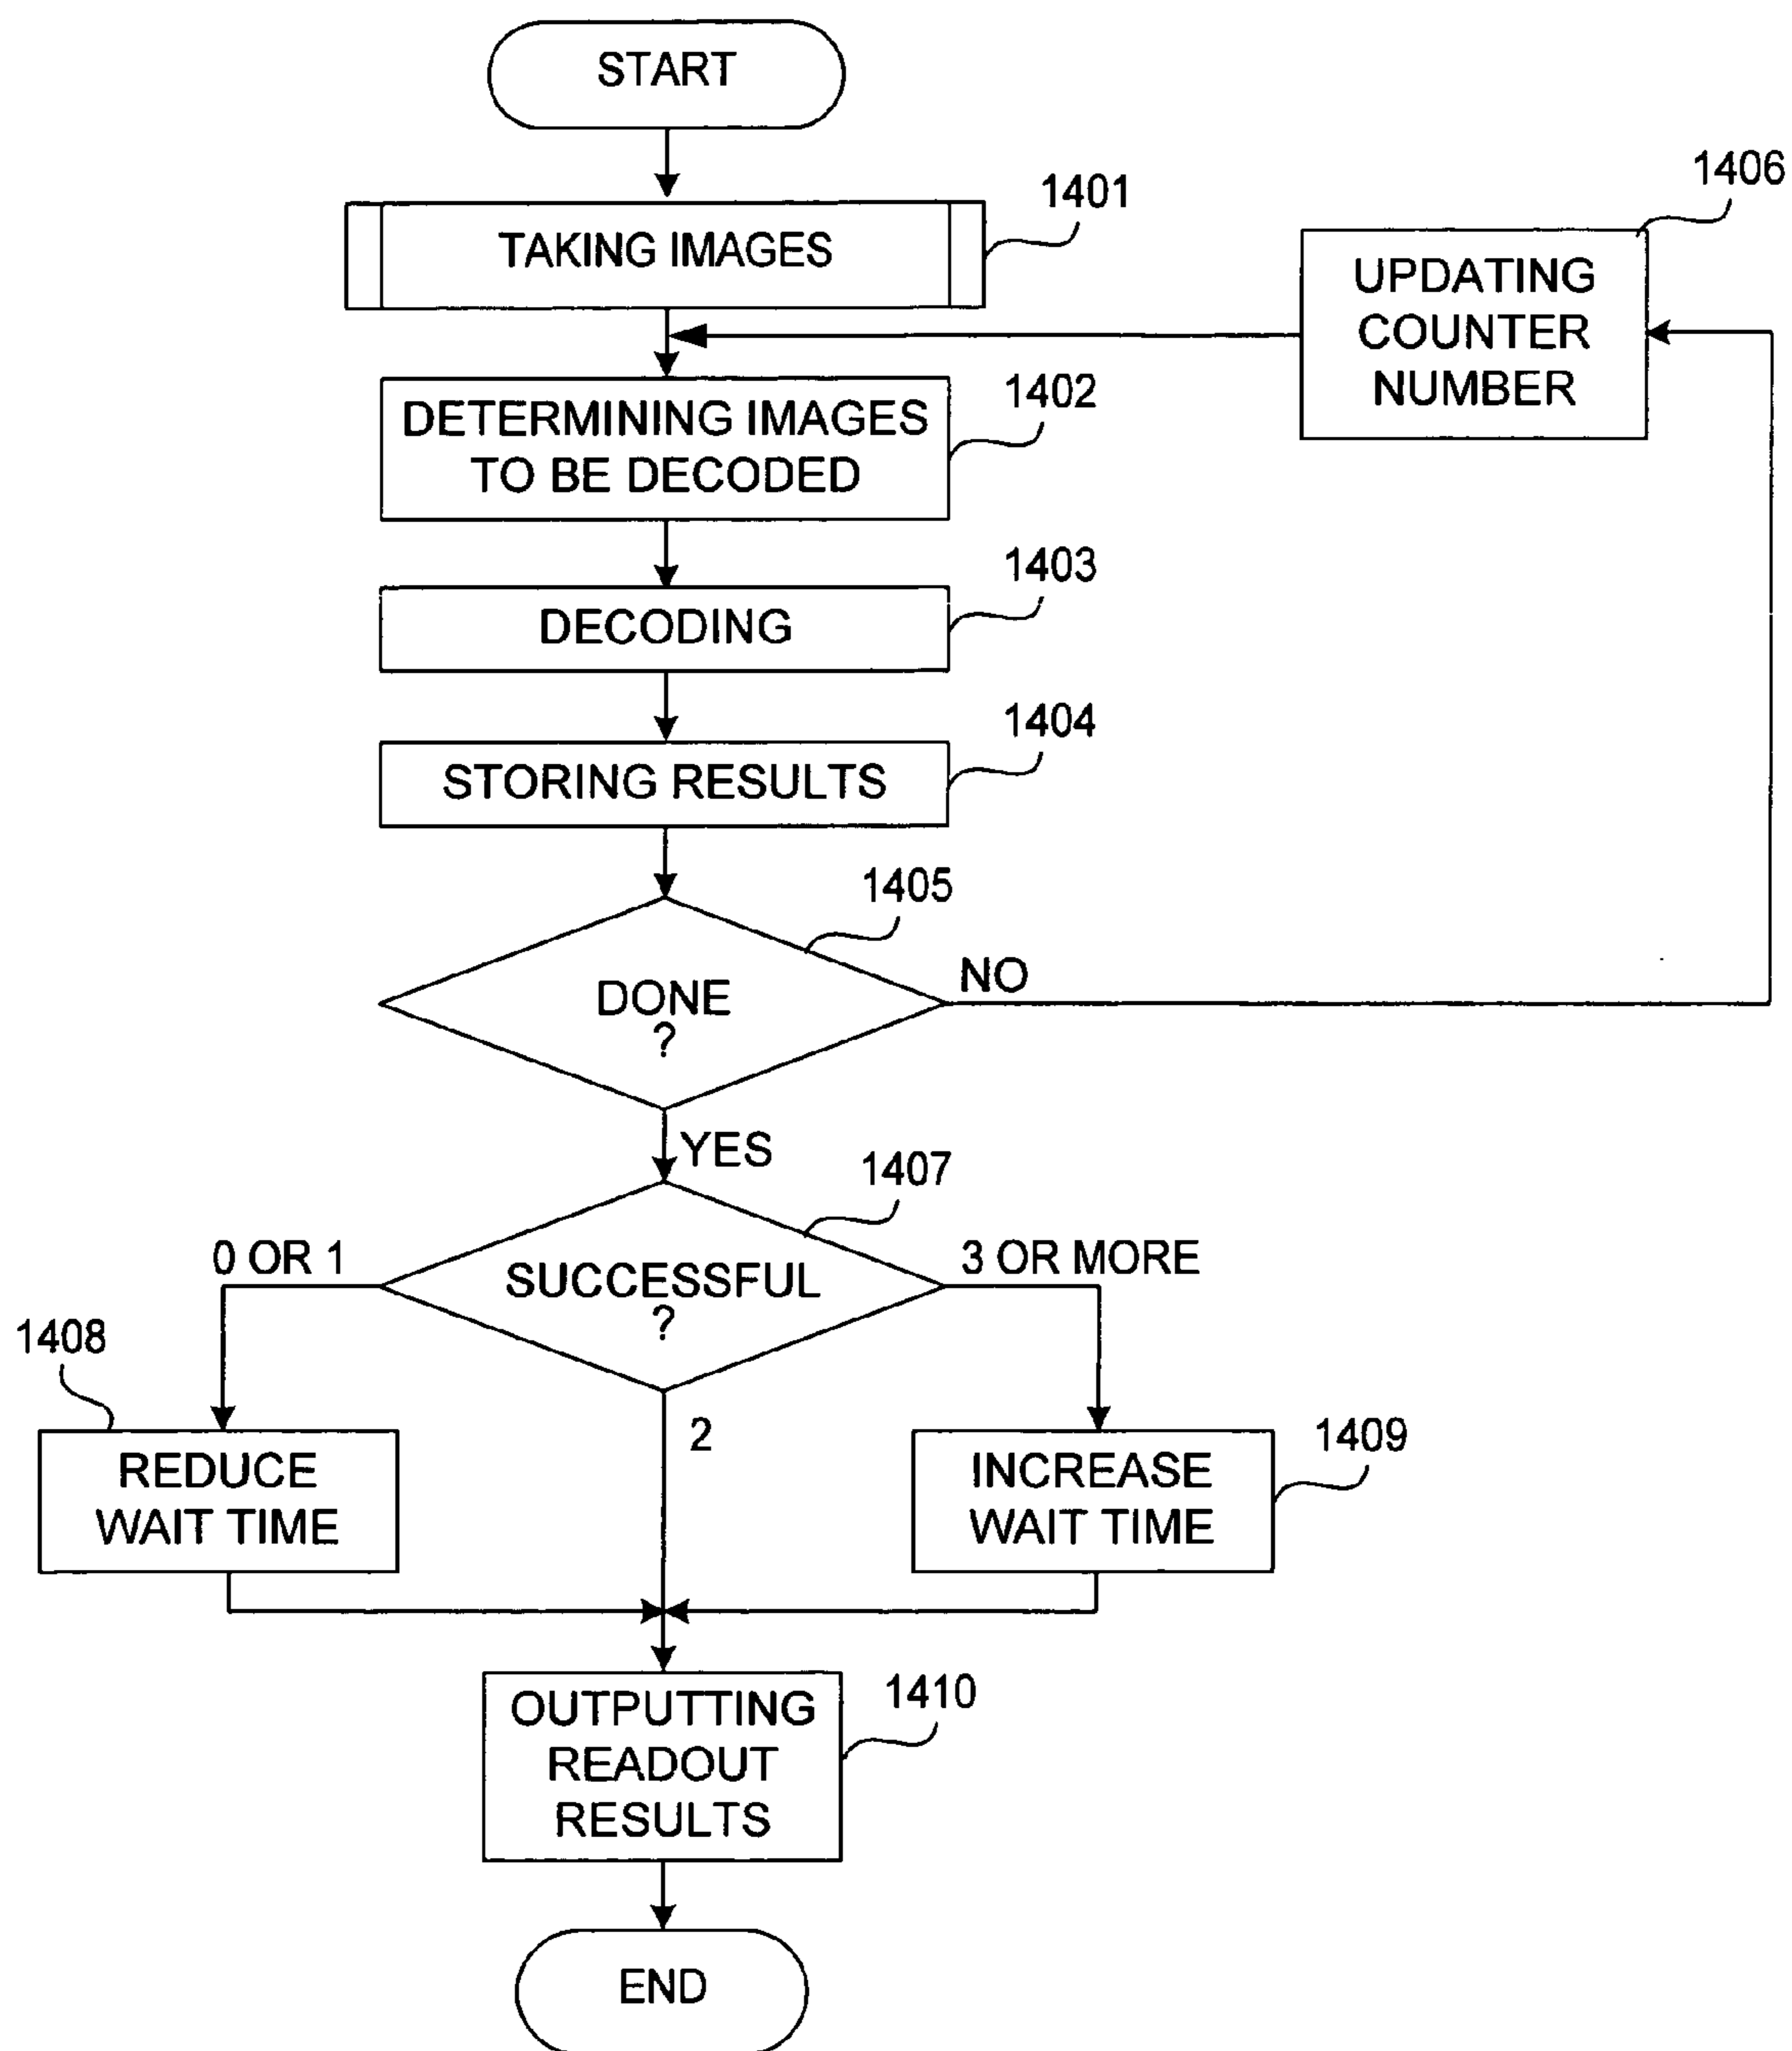 START
1401
TAKING IMAGES
1406
UPDATING
COUNTER
NUMBER
1402
DETERMINING IMAGES
TO BE DECODED
1403
DECODING
1404
STORING RESULTS
1405
DONE
?
NO
YES
1407
SUCCESSFUL
?
0 OR 1
3 OR MORE
2
1408
REDUCE
WAIT TIME
1409
INCREASE
WAIT TIME
1410
OUTPUTTING
READOUT
RESULTS
END